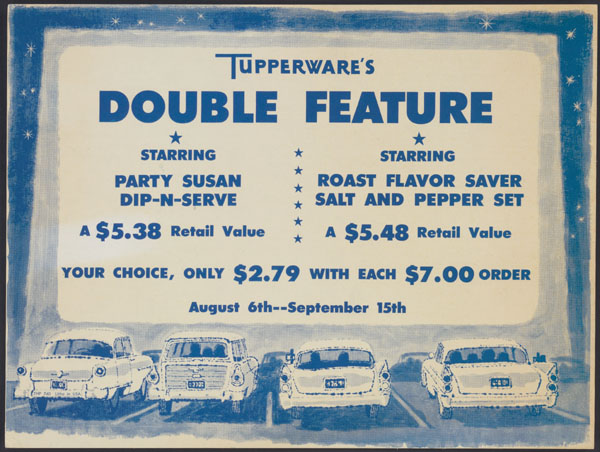 TUPPERWARE'S
DOUBLE FEATURE
STARRING
PARTY SUSAN
DIP-N-SERVE
A $5.38 Retail Value
STARRING
ROAST FLAVOR SAVER
SALT AND PEPPER SET
A $5.48 Retail Value
YOUR CHOICE, ONLY $2.79 WITH EACH $7.00 ORDER
August 6th--September 15th